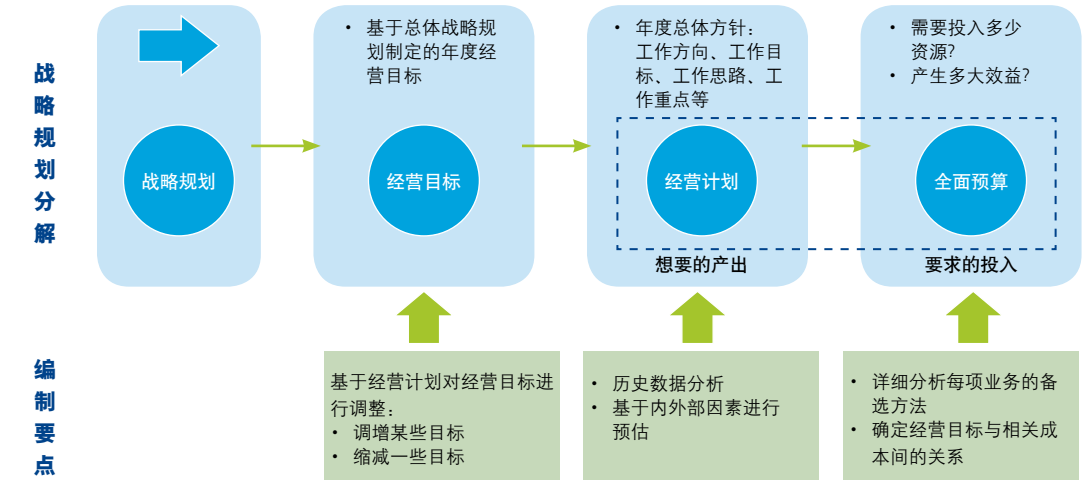 战略规划分解
• 基于总体战略规
划制定的年度经
营目标
• 年度总体方针：
工作方向、工作目
标、工作思路、工
作重点等
• 需要投入多少
资源?
• 产生多大效益?
战略规划
经营目标
经营计划
全面预算
想要的产出
要求的投入
编制要点
基于经营计划对经营目标进
行调整：
• 调增某些目标
• 缩减一些目标
• 历史数据分析
• 基于内外部因素进行
预估
• 详细分析每项业务的备
选方法
• 确定经营目标与相关成
本间的关系